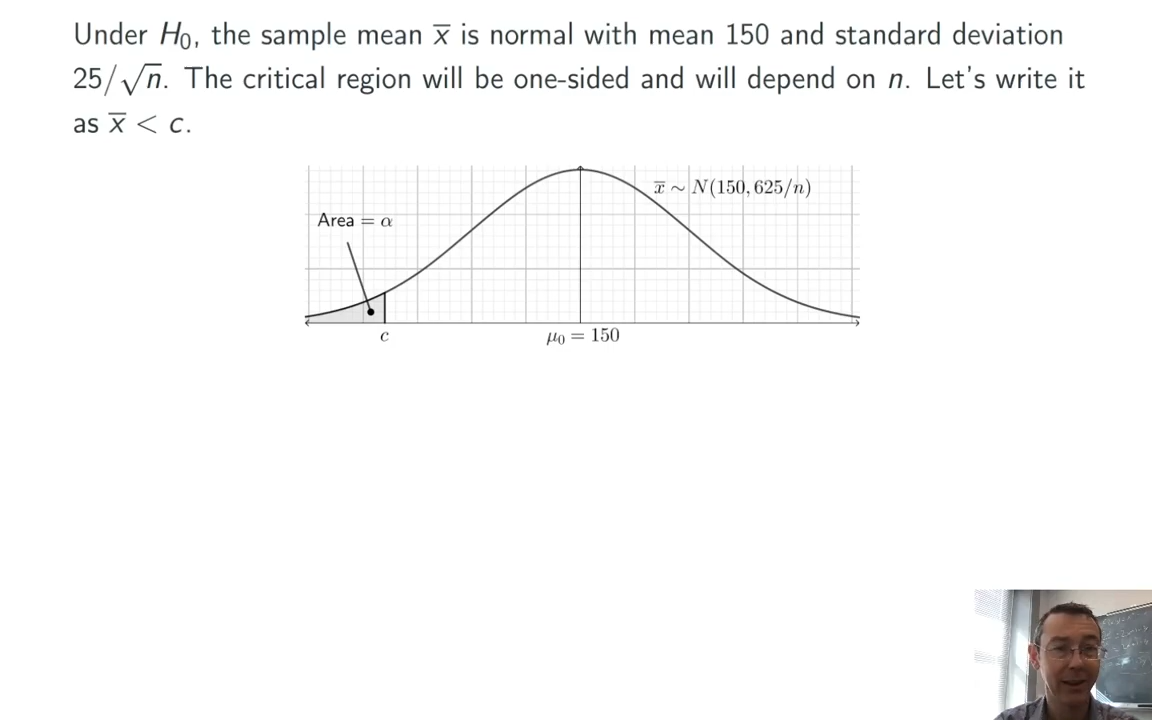 Under H₀, the sample mean x̅ is normal with mean 150 and standard deviation
25/√n. The critical region will be one-sided and will depend on n. Let's write it
as x̅ < c.
x̅ ∼ N(150, 625/n)
Area = α
c
μ₀ = 150